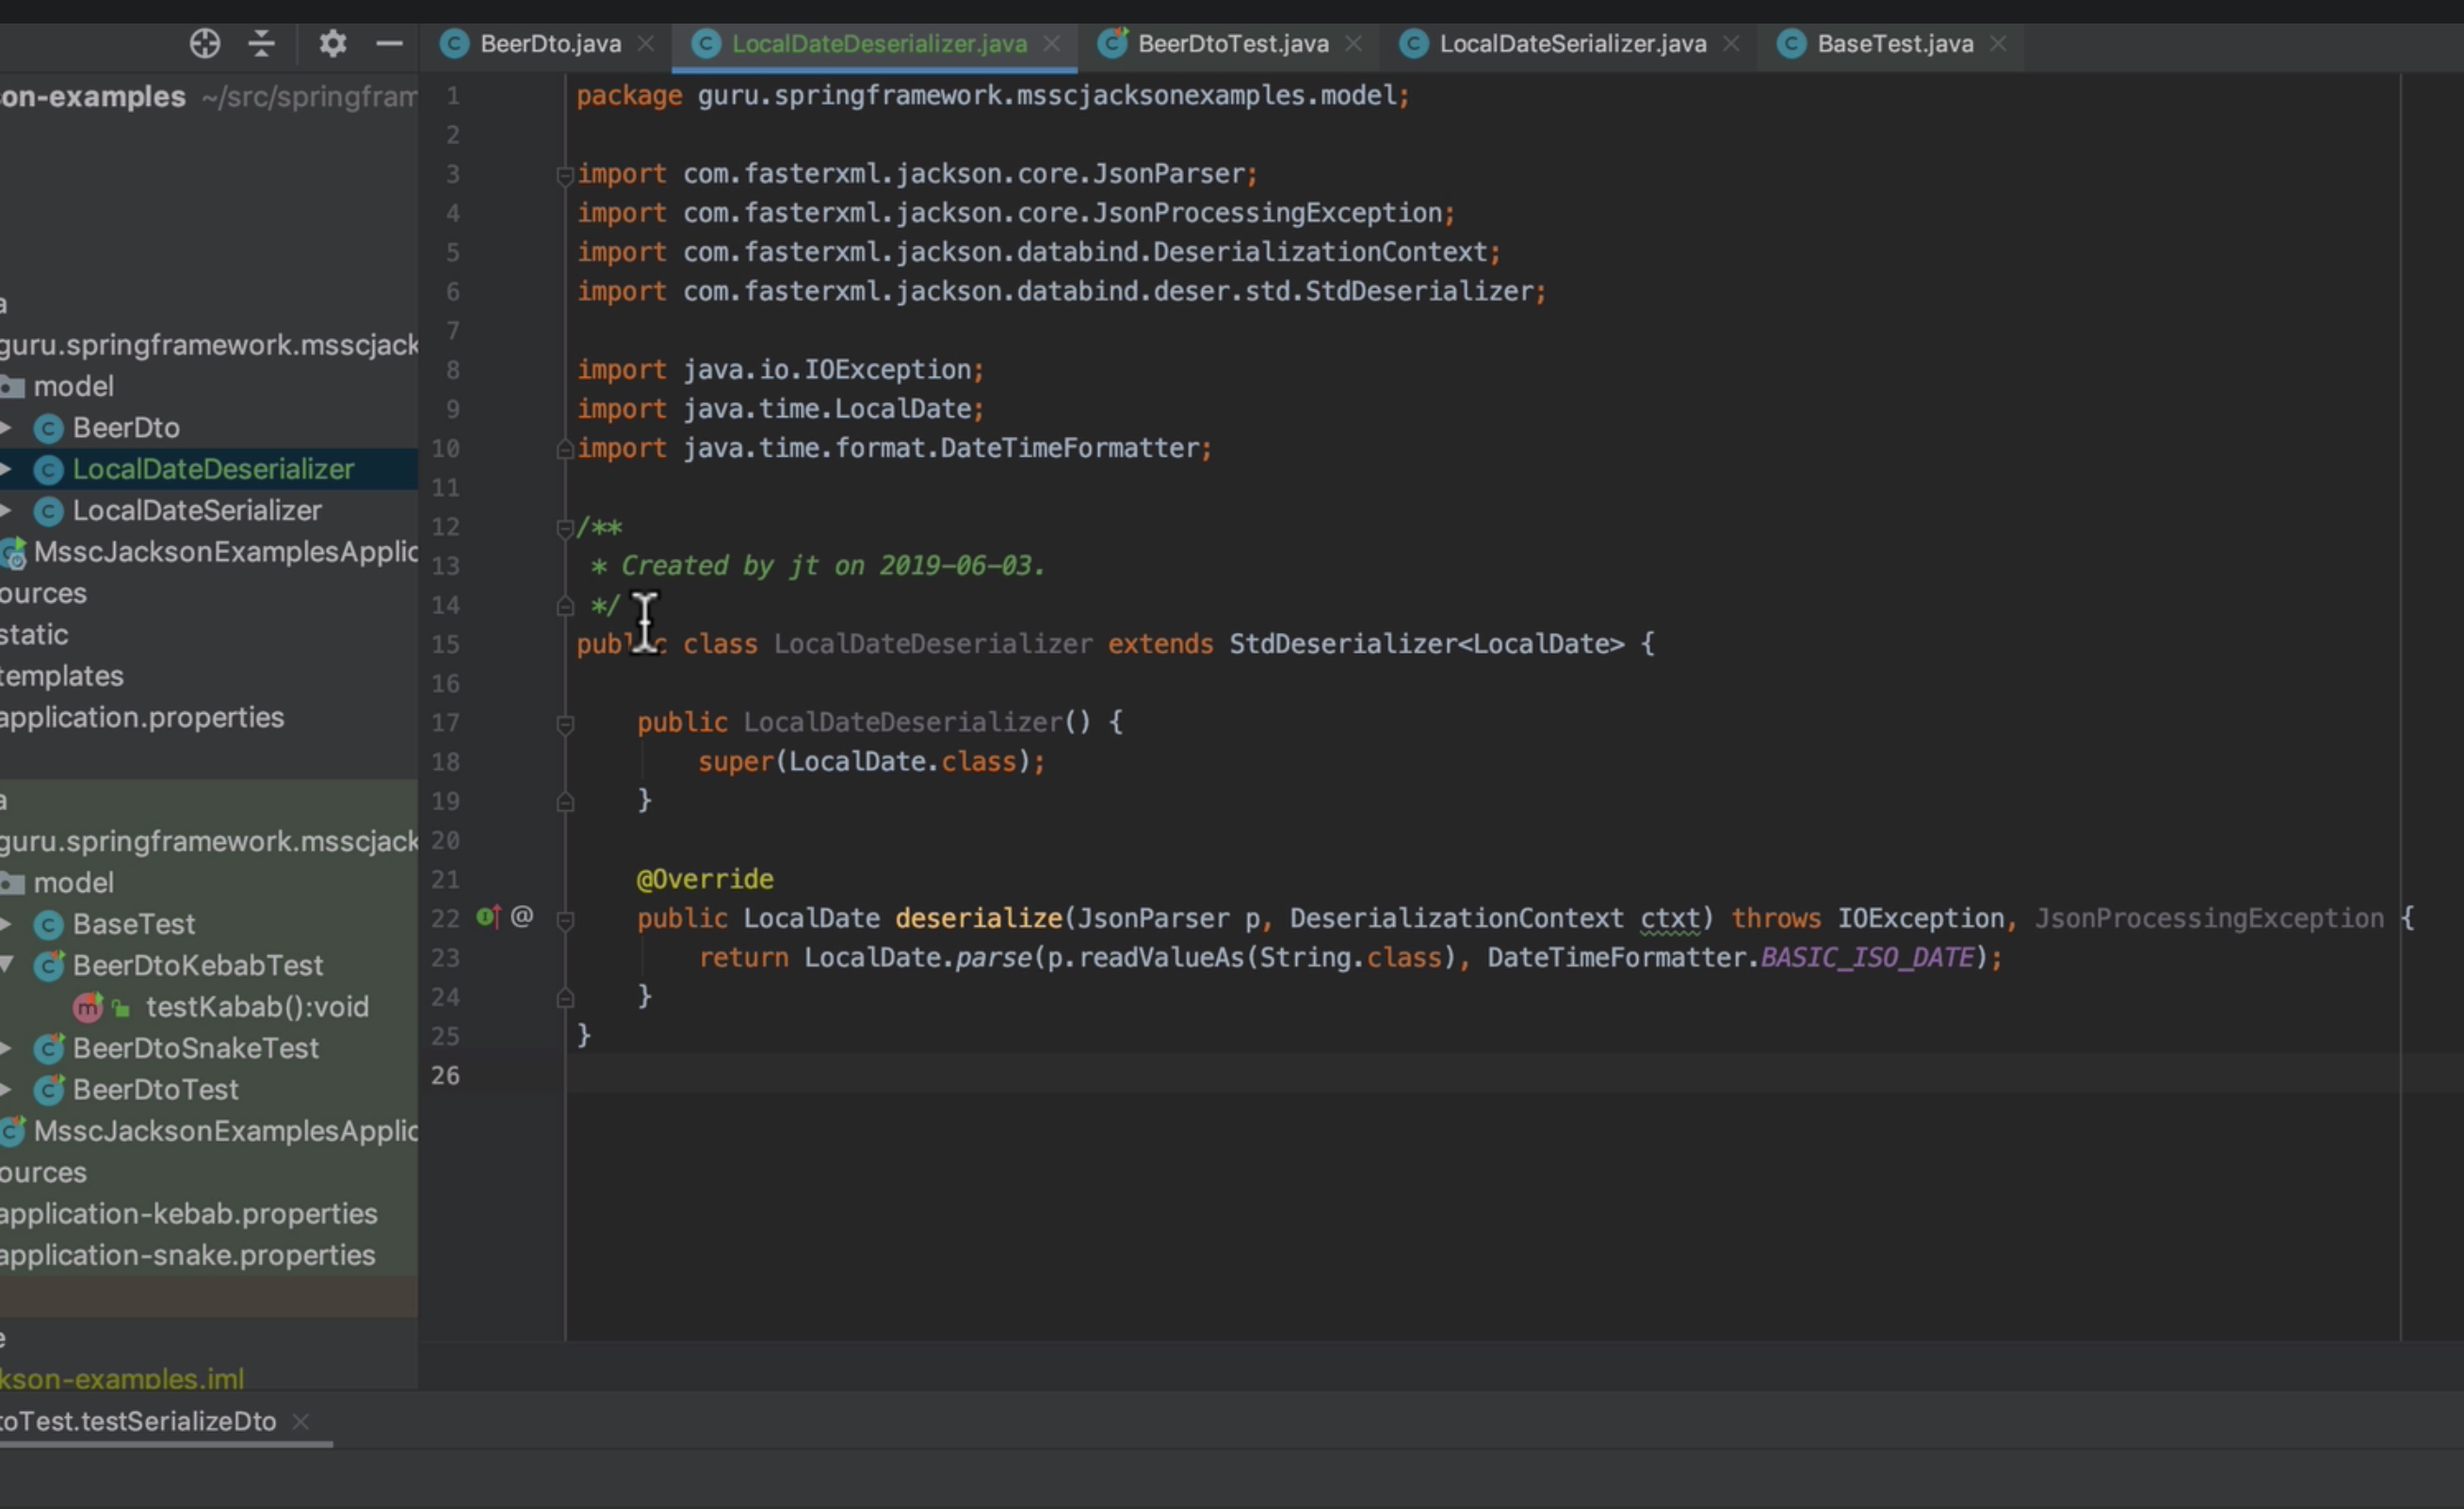 BeerDto.java
LocalDateDeserializer.java
BeerDtoTest.java
LocalDateSerializer.java
BaseTest.java
on-examples ~/src/springfram
a
guru.springframework.msscjack
model
BeerDto
LocalDateDeserializer
LocalDateSerializer
MsscJacksonExamplesApplic
ources
static
templates
application.properties
a
guru.springframework.msscjack
model
BaseTest
BeerDtoKebabTest
testKabab():void
BeerDtoSnakeTest
BeerDtoTest
MsscJacksonExamplesApplic
ources
application-kebab.properties
application-snake.properties
e
kson-examples.iml
1 package guru.springframework.msscjacksonexamples.model;
2
3 import com.fasterxml.jackson.core.JsonParser;
4 import com.fasterxml.jackson.core.JsonProcessingException;
5 import com.fasterxml.jackson.databind.DeserializationContext;
6 import com.fasterxml.jackson.databind.deser.std.StdDeserializer;
7
8 import java.io.IOException;
9 import java.time.LocalDate;
10 import java.time.format.DateTimeFormatter;
11
12 /**
13 * Created by jt on 2019-06-03.
14 */
15 public class LocalDateDeserializer extends StdDeserializer<LocalDate> {
16
17 public LocalDateDeserializer() {
18 super(LocalDate.class);
19 }
20
21 @Override
22 @ public LocalDate deserialize(JsonParser p, DeserializationContext ctxt) throws IOException, JsonProcessingException {
23 return LocalDate.parse(p.readValueAs(String.class), DateTimeFormatter.BASIC_ISO_DATE);
24 }
25 }
26
toTest.testSerializeDto